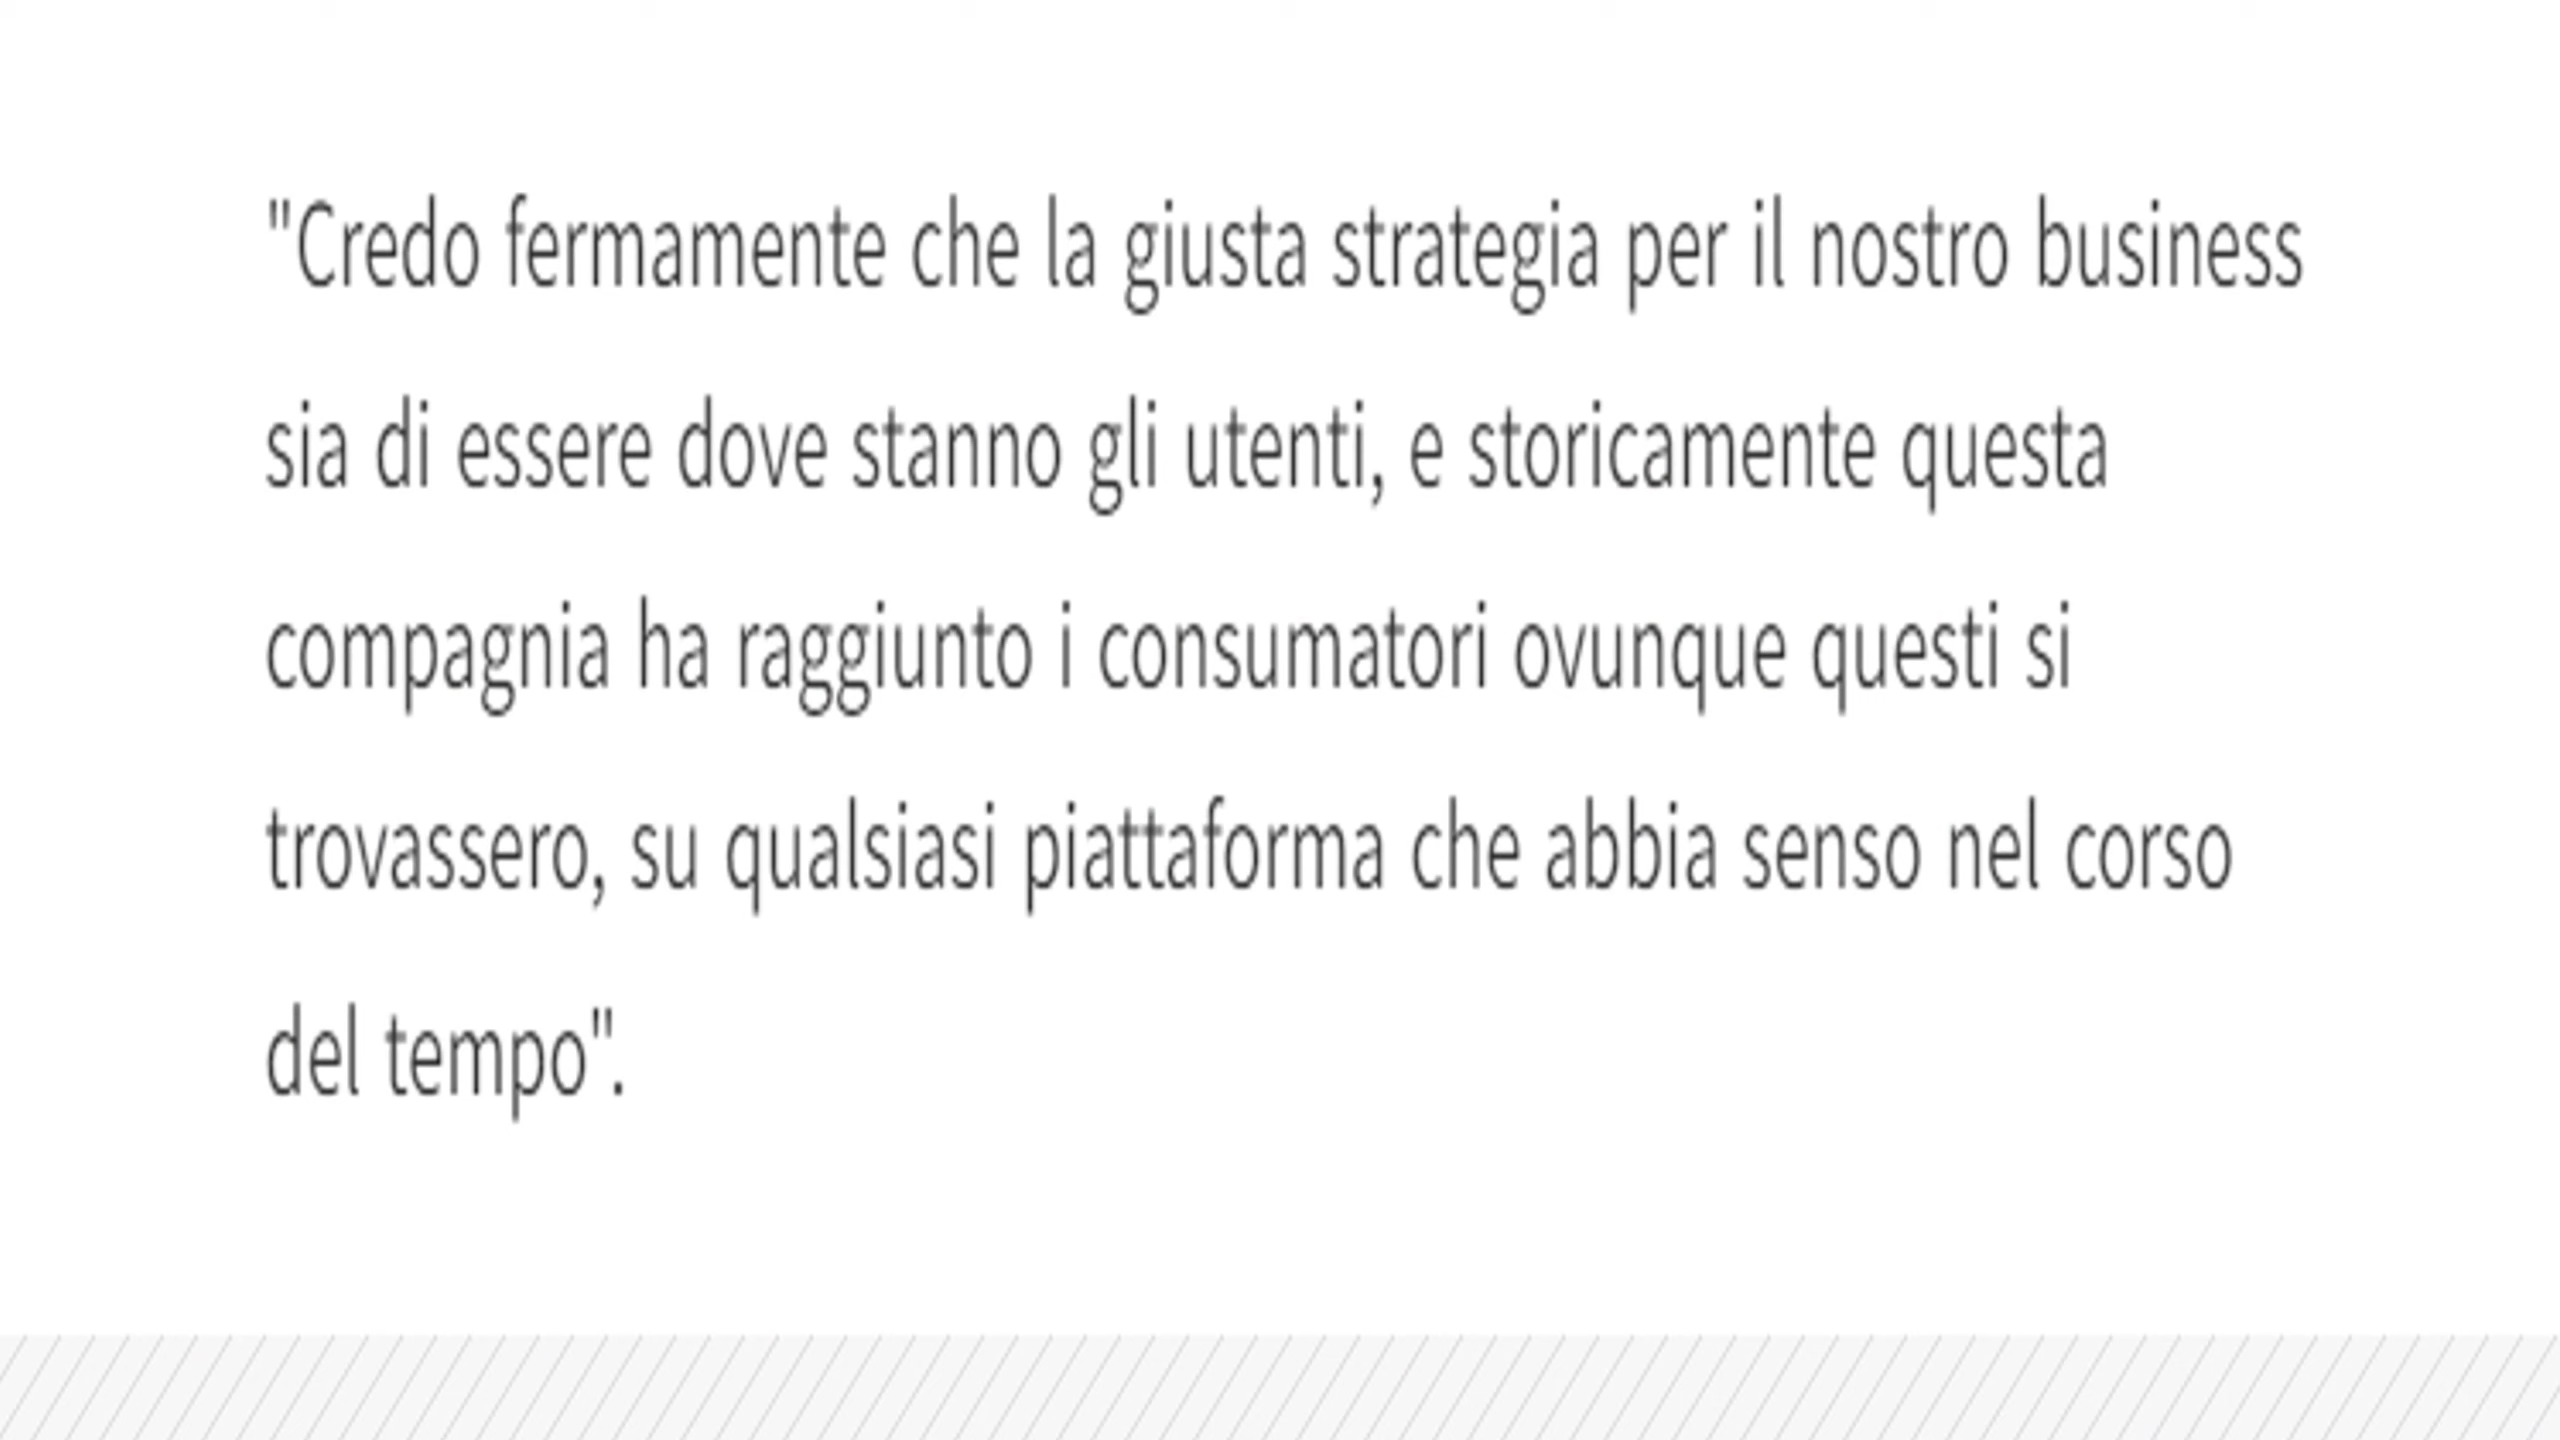 "Credo fermamente che la giusta strategia per il nostro business
sia di essere dove stanno gli utenti, e storicamente questa
compagnia ha raggiunto i consumatori ovunque questi si
trovassero, su qualsiasi piattaforma che abbia senso nel corso
del tempo".